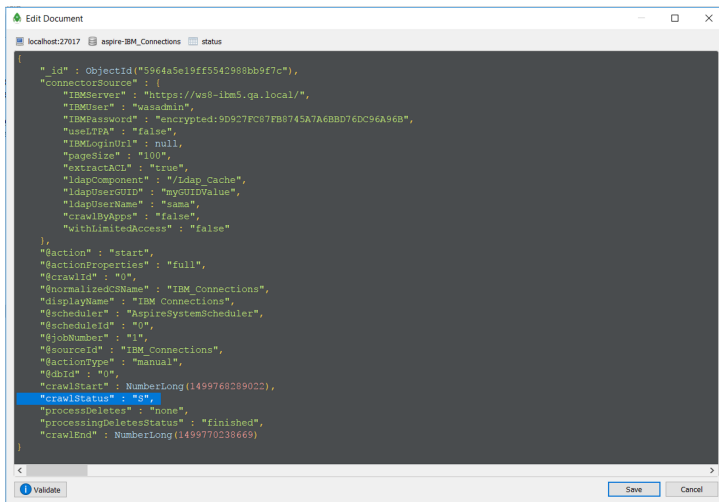 Edit Document
localhost:27017 aspire-IBM_Connections status
{
"_id" : ObjectId("5964a5e19ff5542988bb9f7c"),
"connectorSource" : {
"IBMServer" : "https://ws8-ibm5.qa.local/",
"IBMUser" : "wasadmin",
"IBMPassword" : "encrypted:9D927FC87FB8745A7A6BBD76DC96A96B",
"useLTPA" : "false",
"IBMLoginUrl" : null,
"pageSize" : "100",
"extractACL" : "true",
"ldapComponent" : "/Ldap_Cache",
"ldapUserGUID" : "myGUIDValue",
"ldapUserName" : "sama",
"crawlByApps" : "false",
"withLimitedAccess" : "false"
},
"@action" : "start",
"@actionProperties" : "full",
"@crawlId" : "0",
"@normalizedCSName" : "IBM_Connections",
"displayName" : "IBM Connections",
"@scheduler" : "AspireSystemScheduler",
"@scheduleId" : "0",
"@jobNumber" : "1",
"@sourceId" : "IBM_Connections",
"@actionType" : "manual",
"@dbId" : "0",
"crawlStart" : NumberLong(1499768289022),
"crawlStatus" : "S",
"processDeletes" : "none",
"processingDeletesStatus" : "finished",
"crawlEnd" : NumberLong(1499770238669)
}
Validate Save Cancel